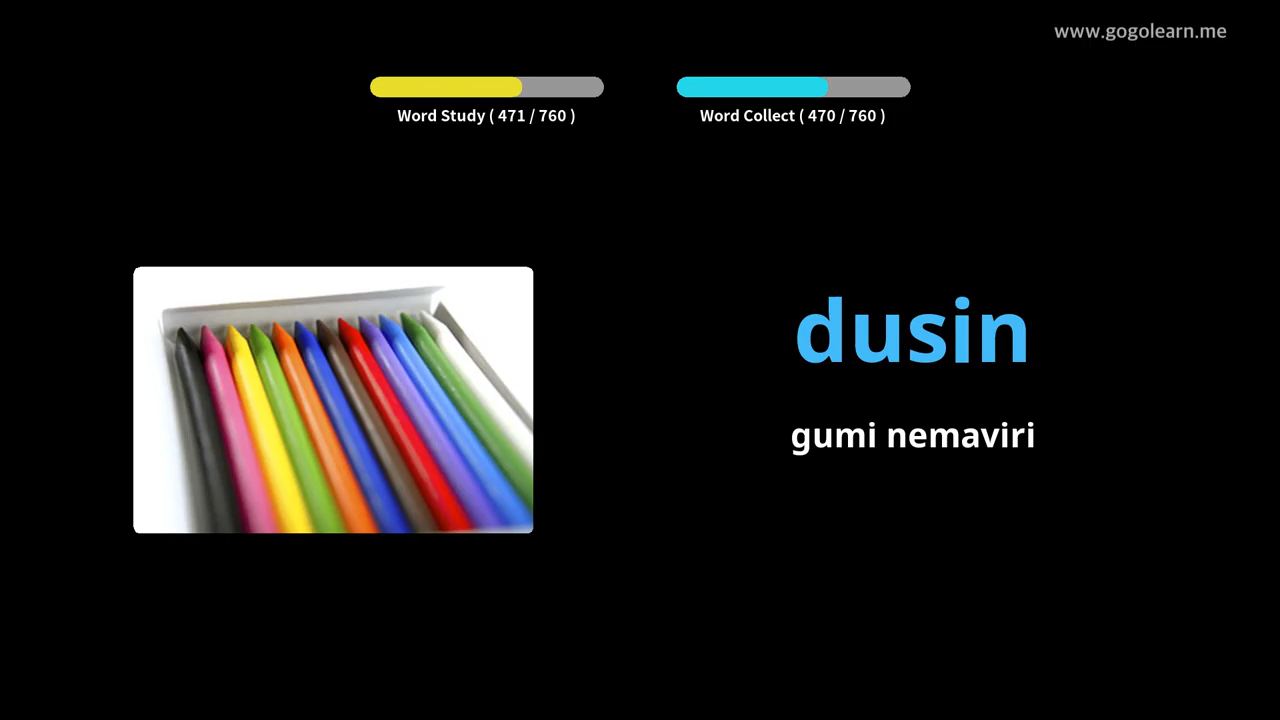 www.gogolearn.me
Word Study ( 471 / 760 )
Word Collect ( 470 / 760 )
dusin
gumi nemaviri